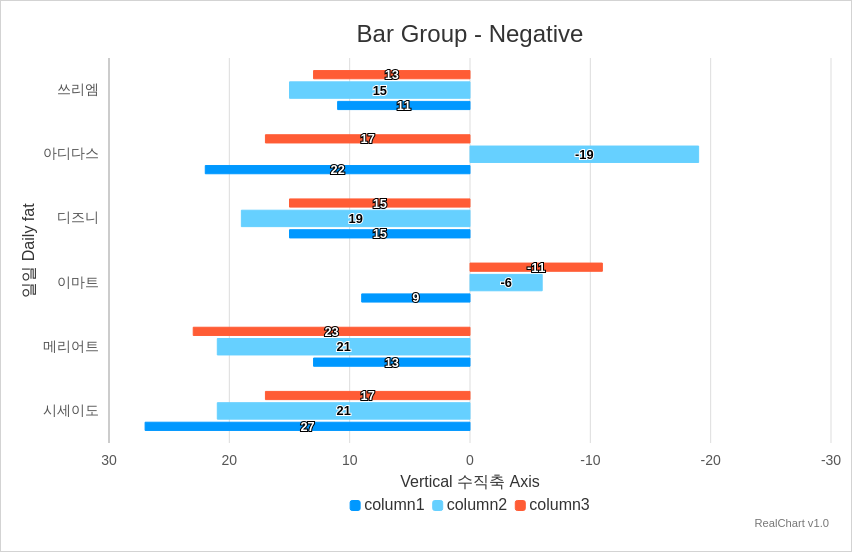 Bar Group - Negative
쓰리엠
13
15
11
아디다스
17
-19
22
디즈니
15
19
15
이마트
-11
-6
9
메리어트
23
21
13
시세이도
17
21
27
일일 Daily fat
30 20 10 0 -10 -20 -30
Vertical 수직축 Axis
column1 column2 column3
RealChart v1.0